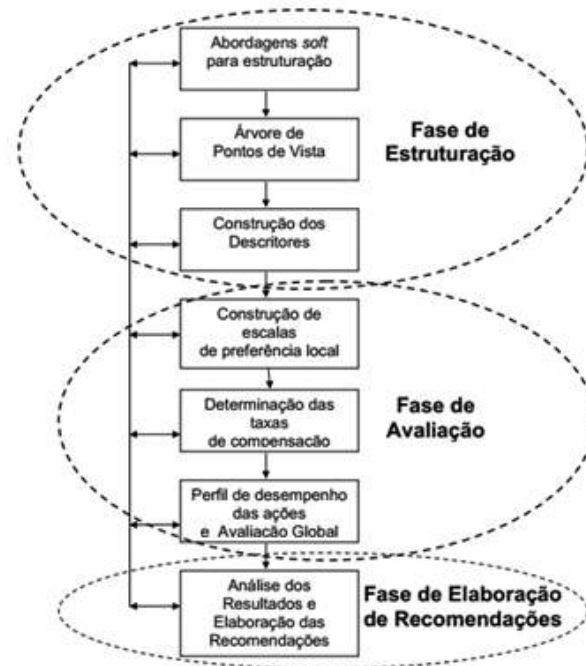 Abordagens soft
para estruturação
Árvore de
Pontos de Vista
Fase de
Estruturação
Construção dos
Descritores
Construção de
escalas
de preferência local
Determinação das
taxas
de compensacão
Fase de
Avaliação
Perfil de desempenho
das ações
e Avaliacão Global
Análise dos
Resultados e
Elaboração das
Recomendações
Fase de Elaboração
de Recomendações